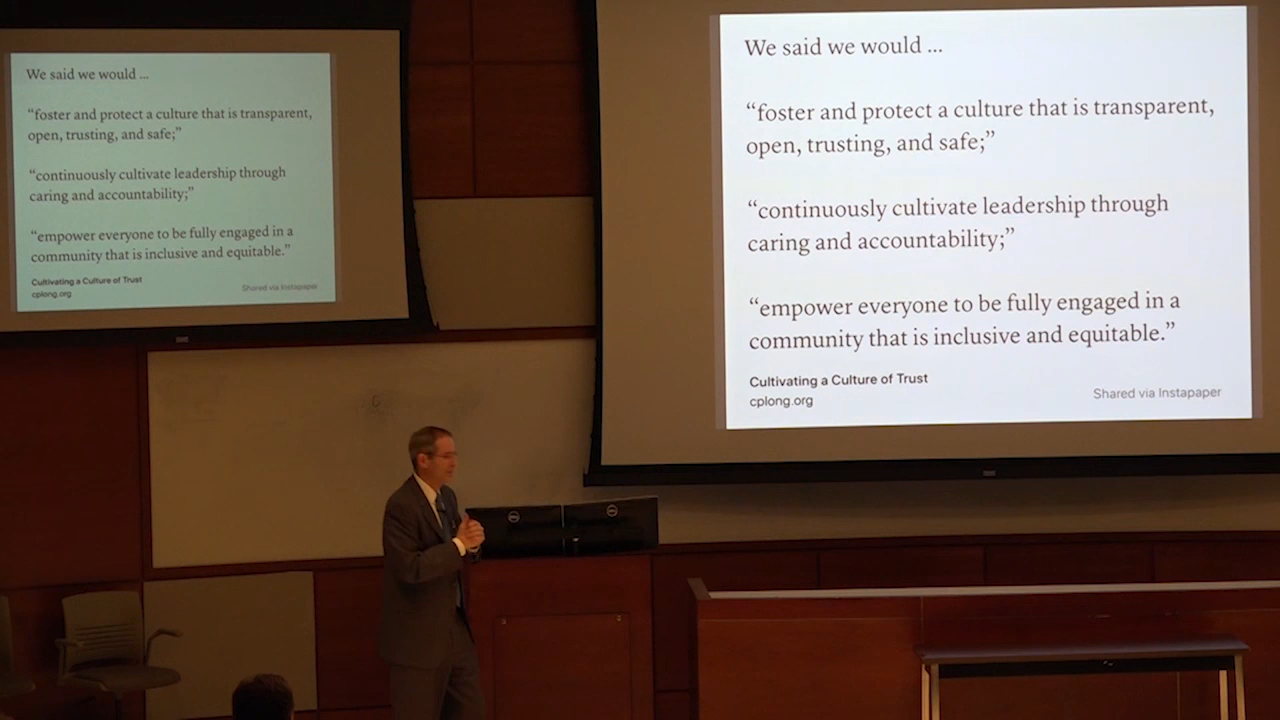 We said we would ...
“foster and protect a culture that is transparent,
open, trusting, and safe;”
“continuously cultivate leadership through
caring and accountability;”
“empower everyone to be fully engaged in a
community that is inclusive and equitable.”
Cultivating a Culture of Trust
cplong.org
Shared via Instapaper
We said we would ...
“foster and protect a culture that is transparent,
open, trusting, and safe;”
“continuously cultivate leadership through
caring and accountability;”
“empower everyone to be fully engaged in a
community that is inclusive and equitable.”
Cultivating a Culture of Trust
cplong.org
Shared via Instapaper
DELL
DELL